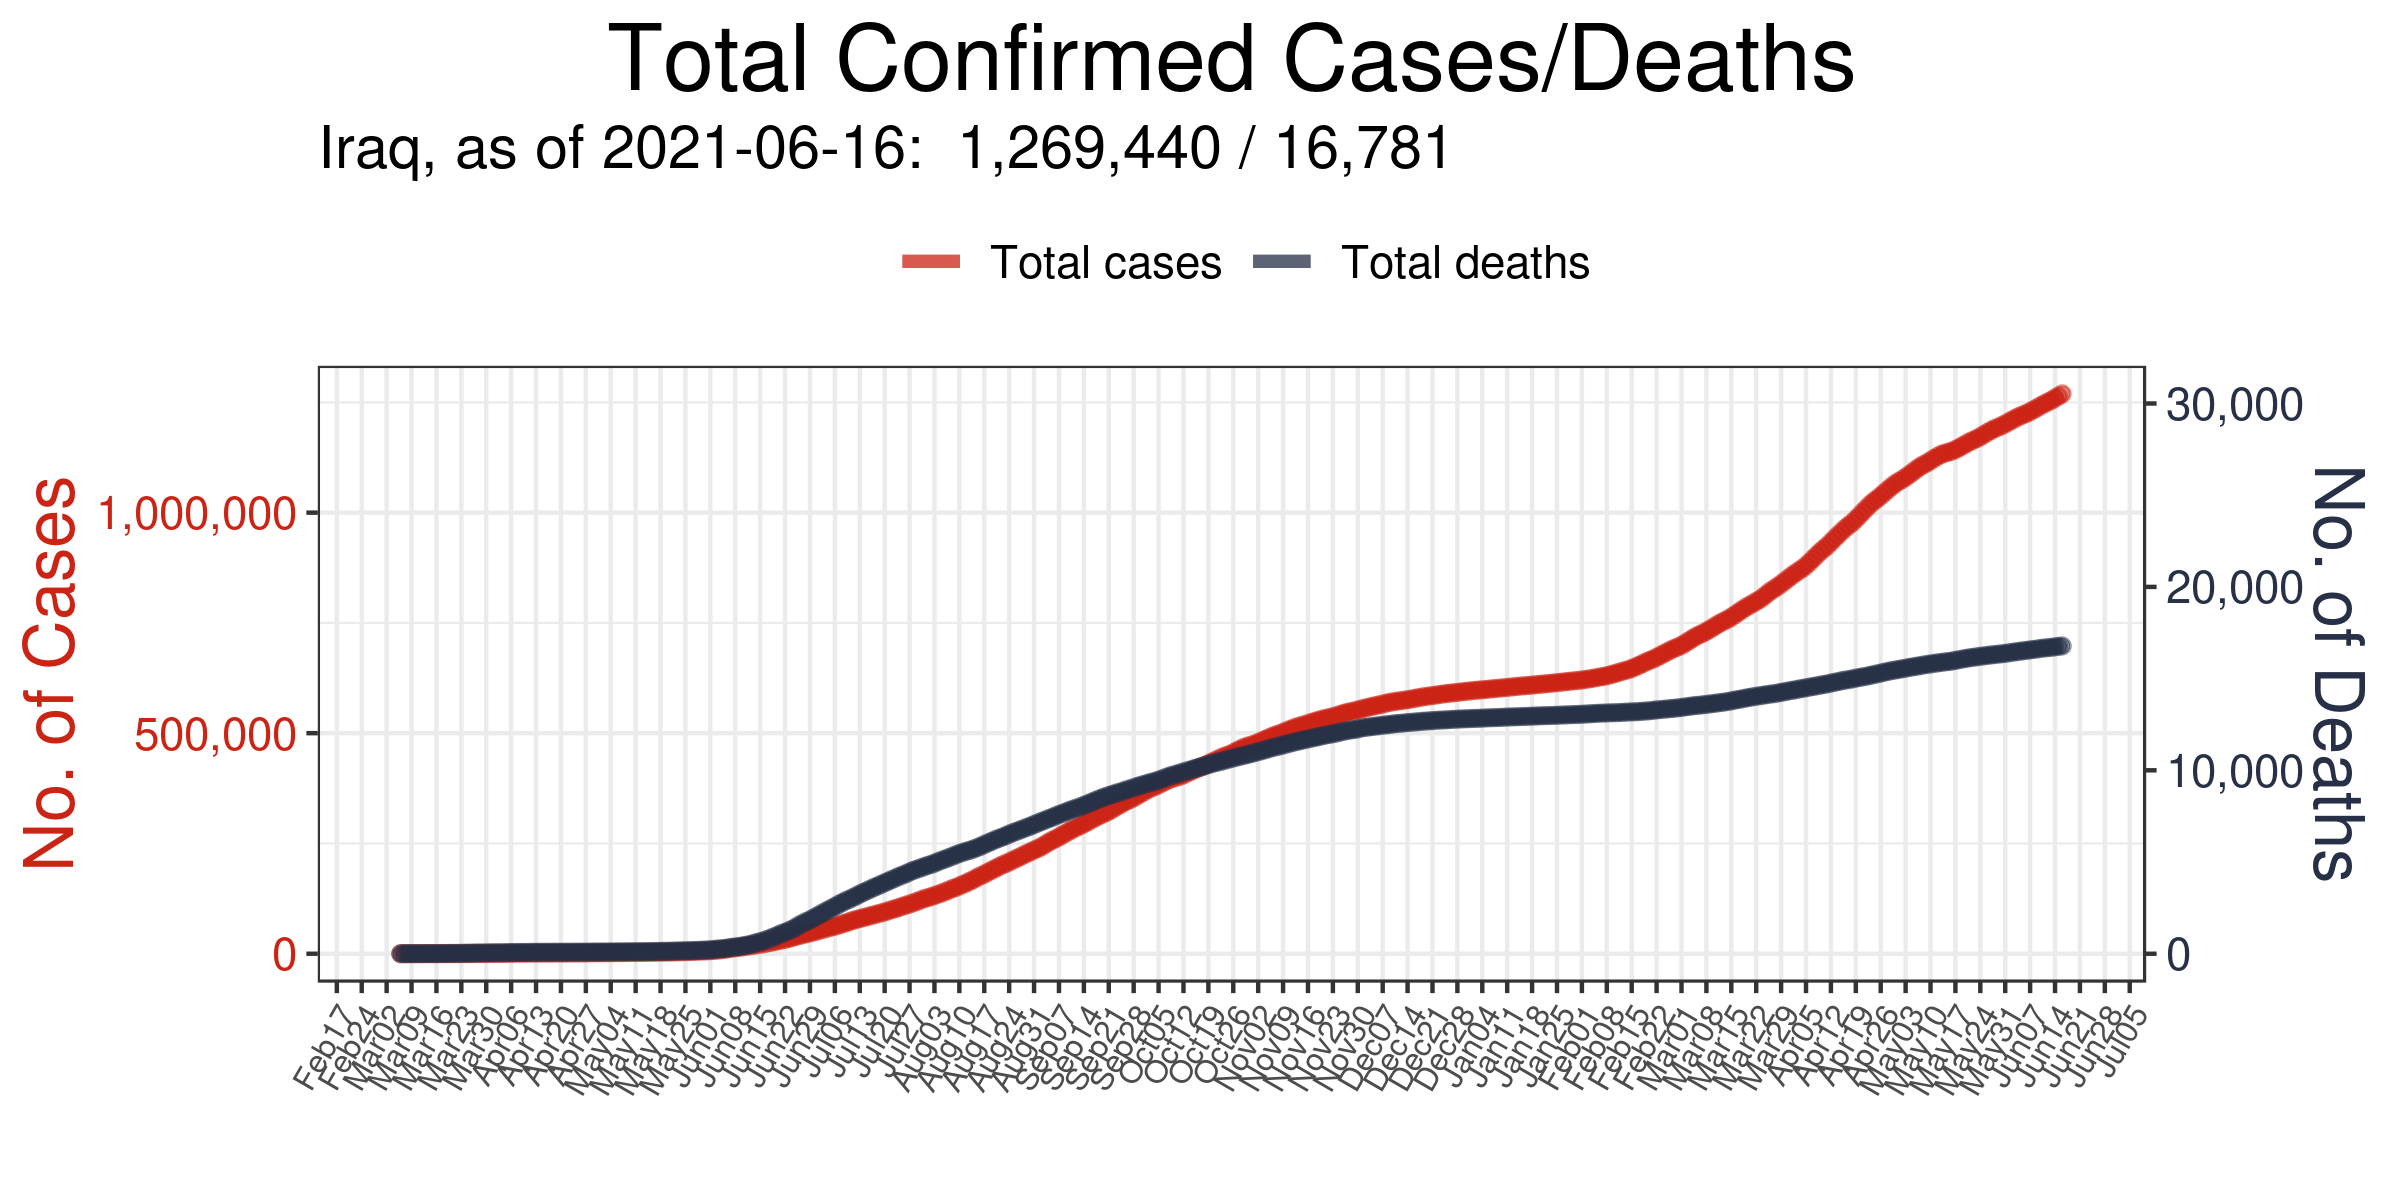 Total Confirmed Cases/Deaths
Iraq, as of 2021-06-16:  1,269,440 / 16,781
Total cases
Total deaths
No. of Cases
1,000,000
500,000
0
30,000
20,000
10,000
0
No. of Deaths
Feb17
Feb24
Mar02
Mar09
Mar16
Mar23
Mar30
Apr06
Apr13
Apr20
Apr27
May04
May11
May18
May25
Jun01
Jun08
Jun15
Jun22
Jun29
Jul06
Jul13
Jul20
Jul27
Aug03
Aug10
Aug17
Aug24
Aug31
Sep07
Sep14
Sep21
Sep28
Oct05
Oct12
Oct19
Oct26
Nov02
Nov09
Nov16
Nov23
Nov30
Dec07
Dec14
Dec21
Dec28
Jan04
Jan11
Jan18
Jan25
Feb01
Feb08
Feb15
Feb22
Mar01
Mar08
Mar15
Mar22
Mar29
Apr05
Apr12
Apr19
Apr26
May03
May10
May17
May24
May31
Jun07
Jun14
Jun21
Jun28
Jul05